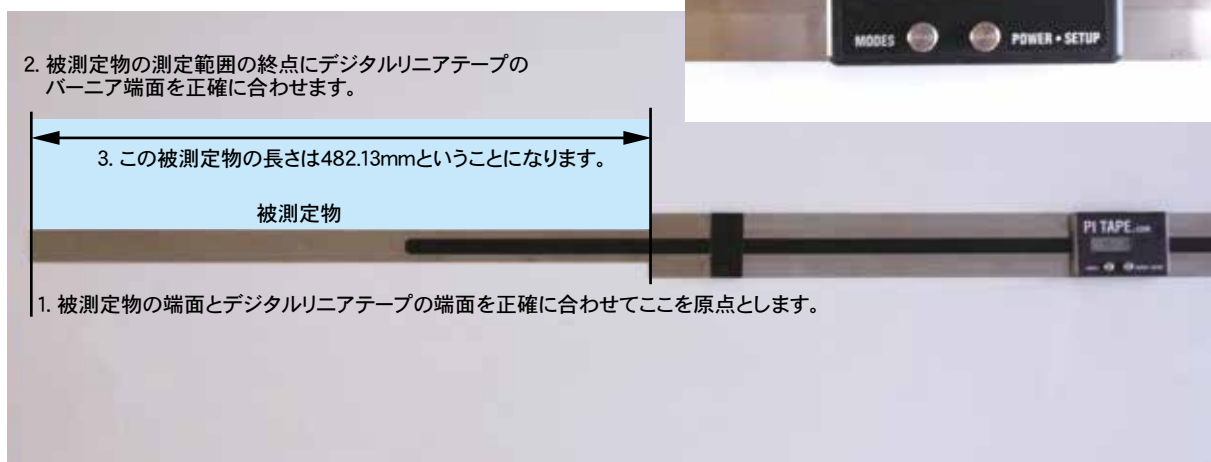 MODES POWER • SETUP
2. 被測定物の測定範囲の終点にデジタルリニアテープの
バーニア端面を正確に合わせます。
3. この被測定物の長さは482.13mmということになります。
被測定物
PI TAPE.com
1. 被測定物の端面とデジタルリニアテープの端面を正確に合わせてここを原点とします。